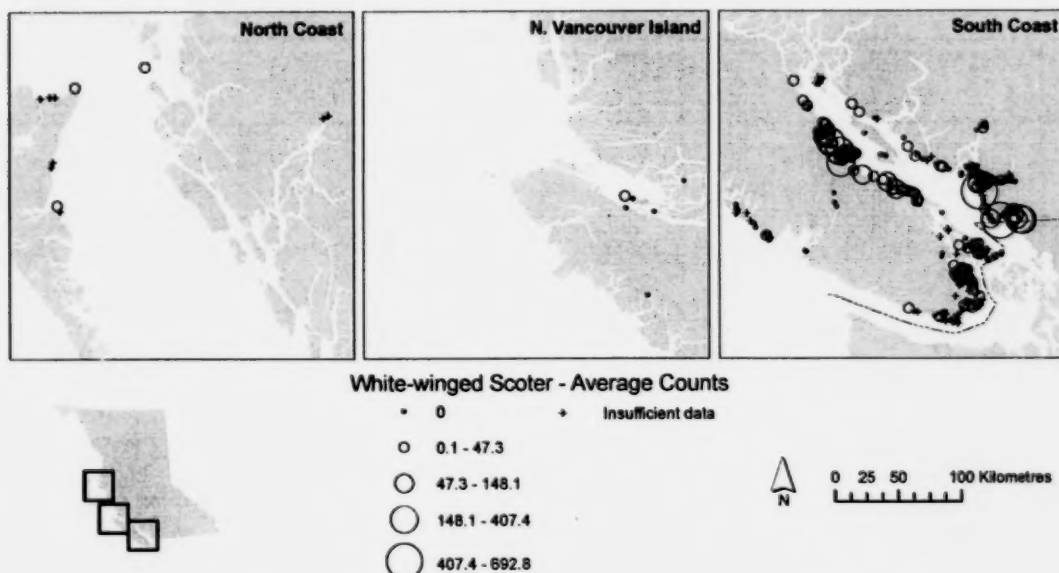 North Coast
N. Vancouver Island
South Coast
White-winged Scoter - Average Counts
0
Insufficient data
0.1 - 47.3
47.3 - 148.1
148.1 - 407.4
407.4 - 692.8
N
0 25 50 100 Kilometres